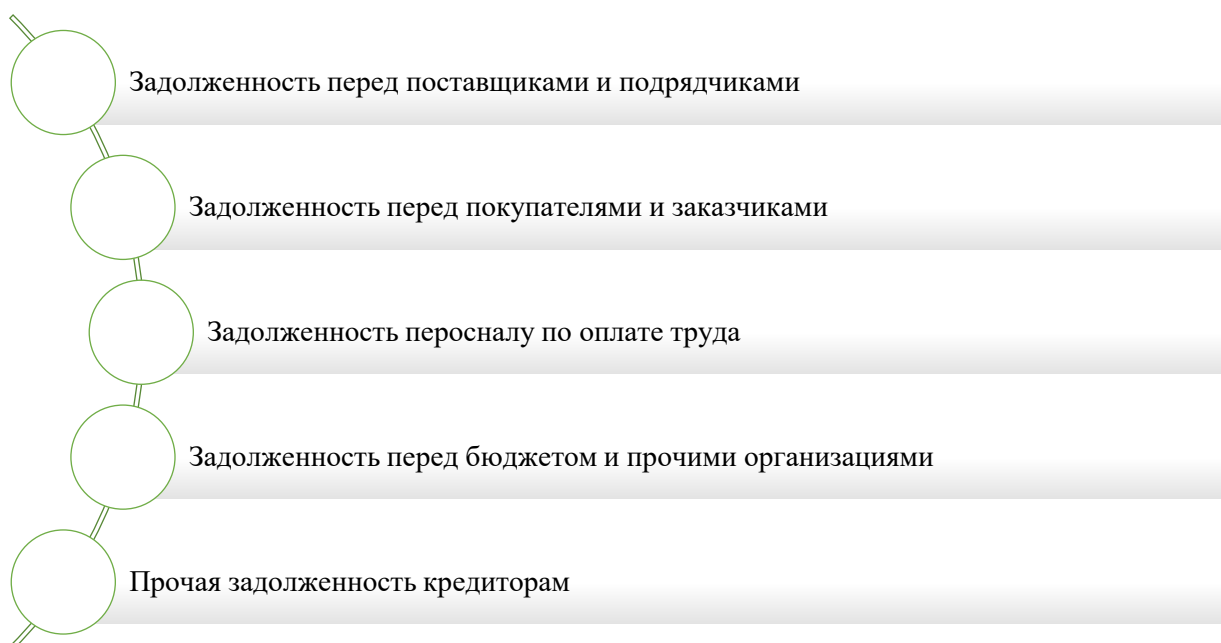 Задолженность перед поставщиками и подрядчиками
Задолженность перед покупателями и заказчиками
Задолженность перосналу по оплате труда
Задолженность перед бюджетом и прочими организациями
Прочая задолженность кредиторам